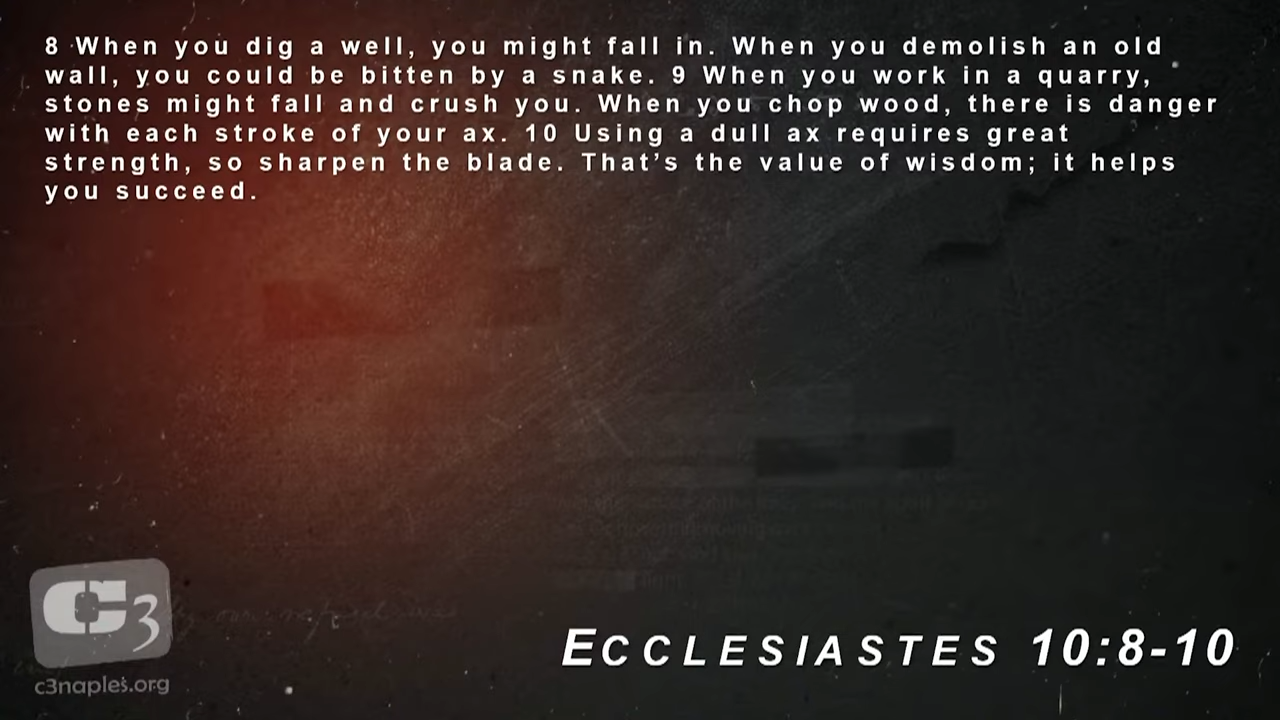 8 When you dig a well, you might fall in. When you demolish an old
wall, you could be bitten by a snake. 9 When you work in a quarry,
stones might fall and crush you. When you chop wood, there is danger
with each stroke of your ax. 10 Using a dull ax requires great
strength, so sharpen the blade. That’s the value of wisdom; it helps
you succeed.
C3
c3naples.org
ECCLESIASTES 10:8-10